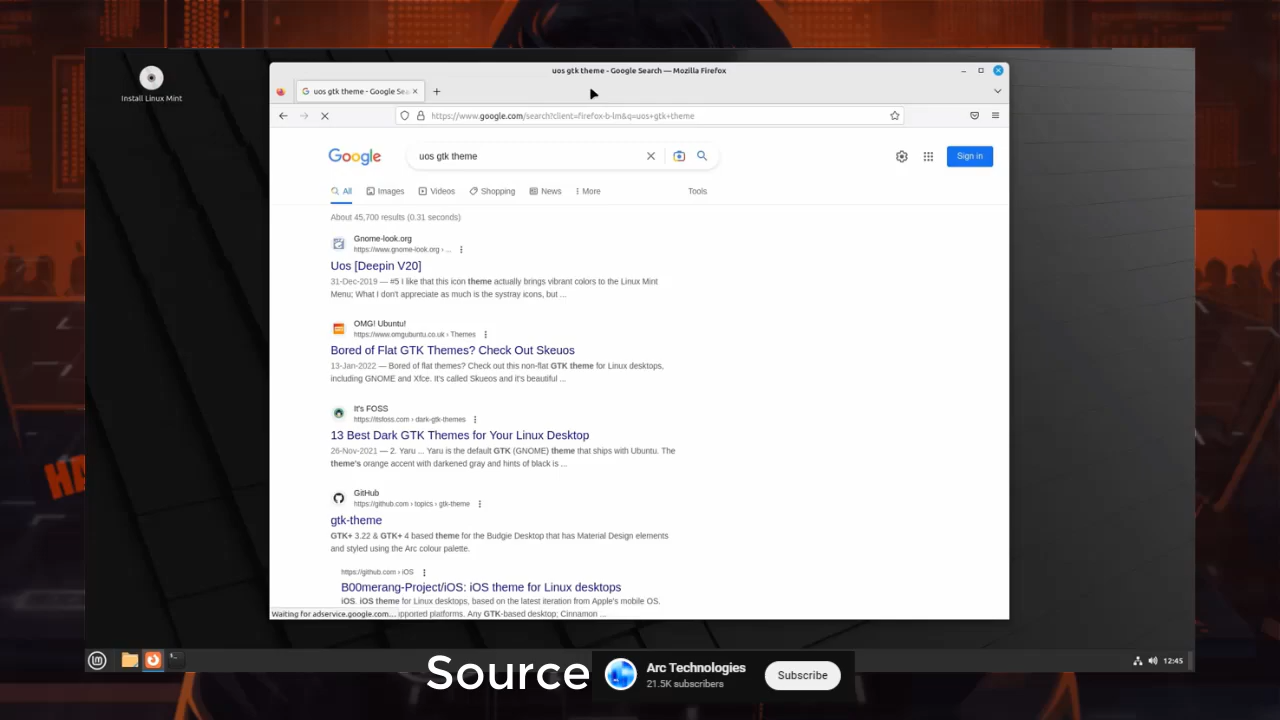 Install Linux Mint
uos gtk theme - Google Search — Mozilla Firefox
G uos gtk theme - Google Sea
https://www.google.com/search?client=firefox-b-lm&q=uos+gtk+theme
Google
uos gtk theme
Sign in
All
Images
Videos
Shopping
News
More
Tools
About 45,700 results (0.31 seconds)
Gnome-look.org
https://www.gnome-look.org › ...
Uos [Deepin V20]
31-Dec-2019 — #5 I like that this icon theme actually brings vibrant colors to the Linux Mint
Menu; What I don't appreciate as much is the systray icons, but ...
OMG! Ubuntu!
https://www.omgubuntu.co.uk › Themes
Bored of Flat GTK Themes? Check Out Skeuos
13-Jan-2022 — Bored of flat themes? Check out this non-flat GTK theme for Linux desktops,
including GNOME and Xfce. It's called Skueos and it's beautiful ...
It's FOSS
https://itsfoss.com › dark-gtk-themes
13 Best Dark GTK Themes for Your Linux Desktop
26-Nov-2021 — 2. Yaru ... Yaru is the default GTK (GNOME) theme that ships with Ubuntu. The
theme's orange accent with darkened gray and hints of black is ...
GitHub
https://github.com › topics › gtk-theme
gtk-theme
GTK+ 3.22 & GTK+ 4 based theme for the Budgie Desktop that has Material Design elements
and styled using the Arc colour palette.
https://github.com › iOS
B00merang-Project/iOS: iOS theme for Linux desktops
iOS. iOS theme for Linux desktops, based on the latest iteration from Apple's mobile OS.
Waiting for adservice.google.com... pported platforms. Any GTK-based desktop; Cinnamon ...
HA
12:45
Source
Arc Technologies
21.5K subscribers
Subscribe